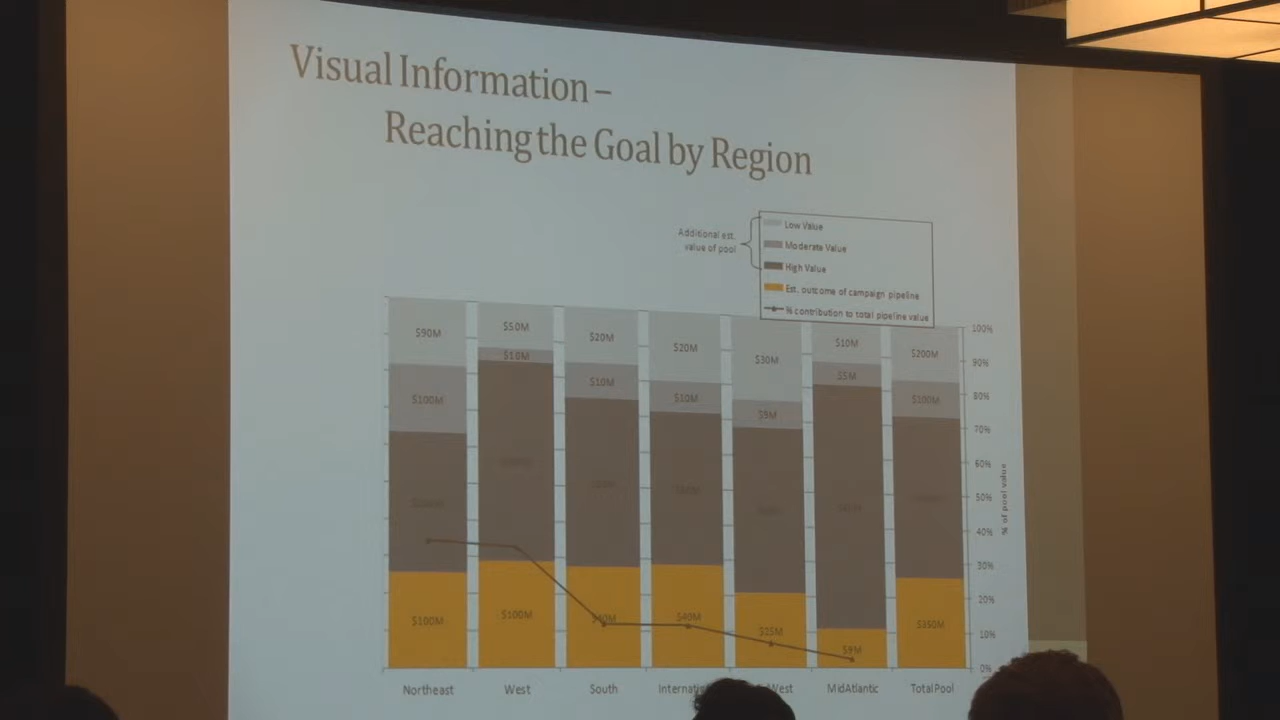 Visual Information –
Reaching the Goal by Region
Additional est.
value of pool
Low Value
Moderate Value
High Value
Est. outcome of campaign pipeline
% contribution to total pipeline value
$90M
$50M
$20M
$20M
$30M
$10M
$200M
$100M
$10M
$10M
$10M
$9M
$5M
$100M
$100M
$100M
$40M
$25M
$9M
$350M
100%
90%
80%
70%
60%
50%
40%
30%
20%
10%
0%
% of pool value
Northeast
West
South
West
MidAtlantic
Total Pool